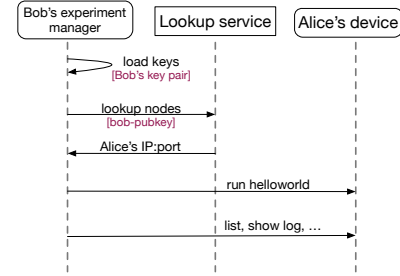 Bob's experiment
manager
Lookup service
Alice's device
load keys
[Bob's key pair]
lookup nodes
[bob-pubkey]
Alice's IP:port
run helloworld
list, show log, …